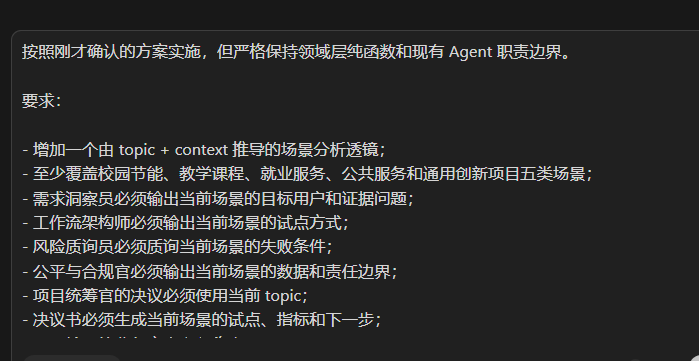 按照刚才确认的方案实施，但严格保持领域层纯函数和现有 Agent 职责边界。
要求：
- 增加一个由 topic + context 推导的场景分析透镜；
- 至少覆盖校园节能、教学课程、就业服务、公共服务和通用创新项目五类场景；
- 需求洞察员必须输出当前场景的目标用户和证据问题；
- 工作流架构师必须输出当前场景的试点方式；
- 风险质询员必须质询当前场景的失败条件；
- 公平与合规官必须输出当前场景的数据和责任边界；
- 项目统筹官的决议必须使用当前 topic；
- 决议书必须生成当前场景的试点、指标和下一步；